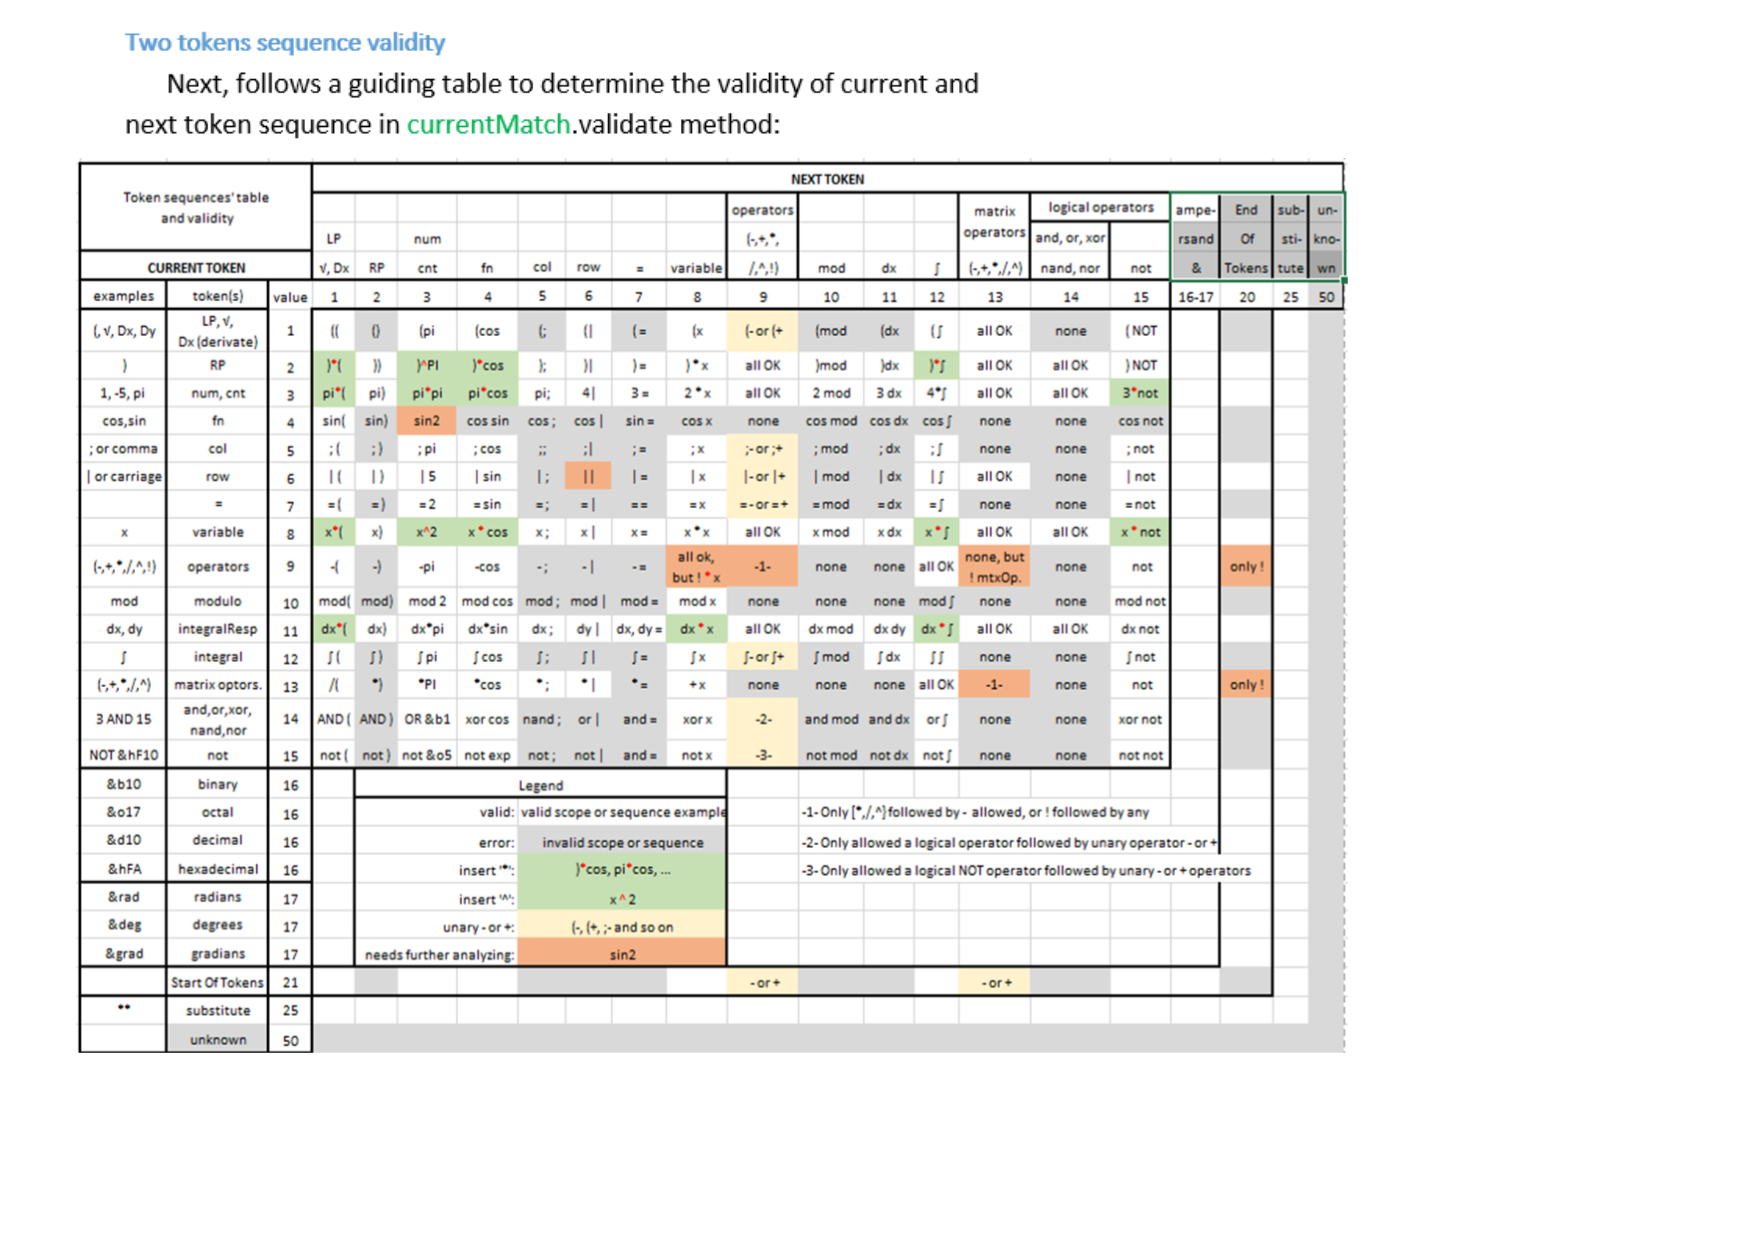 Two tokens sequence validity
Next, follows a guiding table to determine the validity of current and
next token sequence in currentMatch.validate method:
Token sequences' table
and validity
NEXT TOKEN
operators matrix logical operators ampe- End sub- un-
LP num (-,+,*, operators and, or, xor rsand Of sti- kno-
CURRENT TOKEN √, Dx RP cnt fn col row = variable /,^,!) mod dx ∫ (-,+,*,/,^) nand, nor not & Tokens tute wn
examples token(s) value 1 2 3 4 5 6 7 8 9 10 11 12 13 14 15 16-17 20 25 50
(, √, Dx, Dy LP, √, Dx (derivate) 1 (( () (pi (cos (; (| (= (x (- or (+ (mod (dx (∫ all OK none (NOT
) RP 2 )*( )) )^PI )*cos ); )| )= )*x all OK )mod )dx )*∫ all OK all OK )NOT
1, -5, pi num, cnt 3 pi*( pi) pi*pi pi*cos pi; 4| 3= 2*x all OK 2 mod 3 dx 4*∫ all OK all OK 3*not
cos,sin fn 4 sin( sin) sin2 cos sin cos; cos | sin= cos x none cos mod cos dx cos∫ none none cos not
; or comma col 5 ;( ;) ; pi ; cos ;; ;| ;= ; x ;- or ;+ ; mod ; dx ;∫ none none ; not
| or carriage row 6 |( |) | 5 | sin |; || |= | x |- or |+ | mod | dx |∫ all OK none | not
= 7 =( =) =2 =sin =; =| == =x =- or =+ =mod =dx =∫ none none =not
x variable 8 x*( x) x^2 x*cos x; x| x= x*x all OK x mod x dx x*∫ all OK all OK x*not
(-,+,*,/,^,!) operators 9 -( -) -pi -cos -; -| -= all ok, but ! *x -1- none none all OK none, but ! mtxOp. none not only !
mod modulo 10 mod( mod) mod 2 mod cos mod; mod | mod= mod x none none none mod∫ none none mod not
dx, dy integralResp 11 dx*( dx) dx*pi dx*sin dx; dy | dx, dy= dx*x all OK dx mod dx dy dx*∫ all OK all OK dx not
∫ integral 12 ∫( ∫) ∫pi ∫cos ∫; ∫| ∫= ∫x ∫- or ∫+ ∫mod ∫dx ∫∫ none none ∫not
(-,+,*,/,^) matrix optors. 13 /( *) *PI *cos *; *| *= +x none none none all OK -1- none not only !
3 AND 15 and,or,xor, nand,nor 14 AND( AND) OR &b1 xor cos nand; or | and= xor x -2- and mod and dx or∫ none none xor not
NOT &hF10 not 15 not( not) not &o5 not exp not; not | and= not x -3- not mod not dx not∫ none none not not
&b10 binary 16 Legend
&o17 octal 16 valid: valid scope or sequence example -1- Only [*,/,^}followed by - allowed, or ! followed by any
&d10 decimal 16 error: invalid scope or sequence -2- Only allowed a logical operator followed by unary operator - or +
&hFA hexadecimal 16 insert '*': )*cos, pi*cos, ... -3- Only allowed a logical NOT operator followed by unary - or + operators
&rad radians 17 insert '^': x^2
&deg degrees 17 unary - or +: (-, (+, ;- and so on
&grad gradians 17 needs further analyzing: sin2
Start Of Tokens 21 - or + - or +
** substitute 25
unknown 50